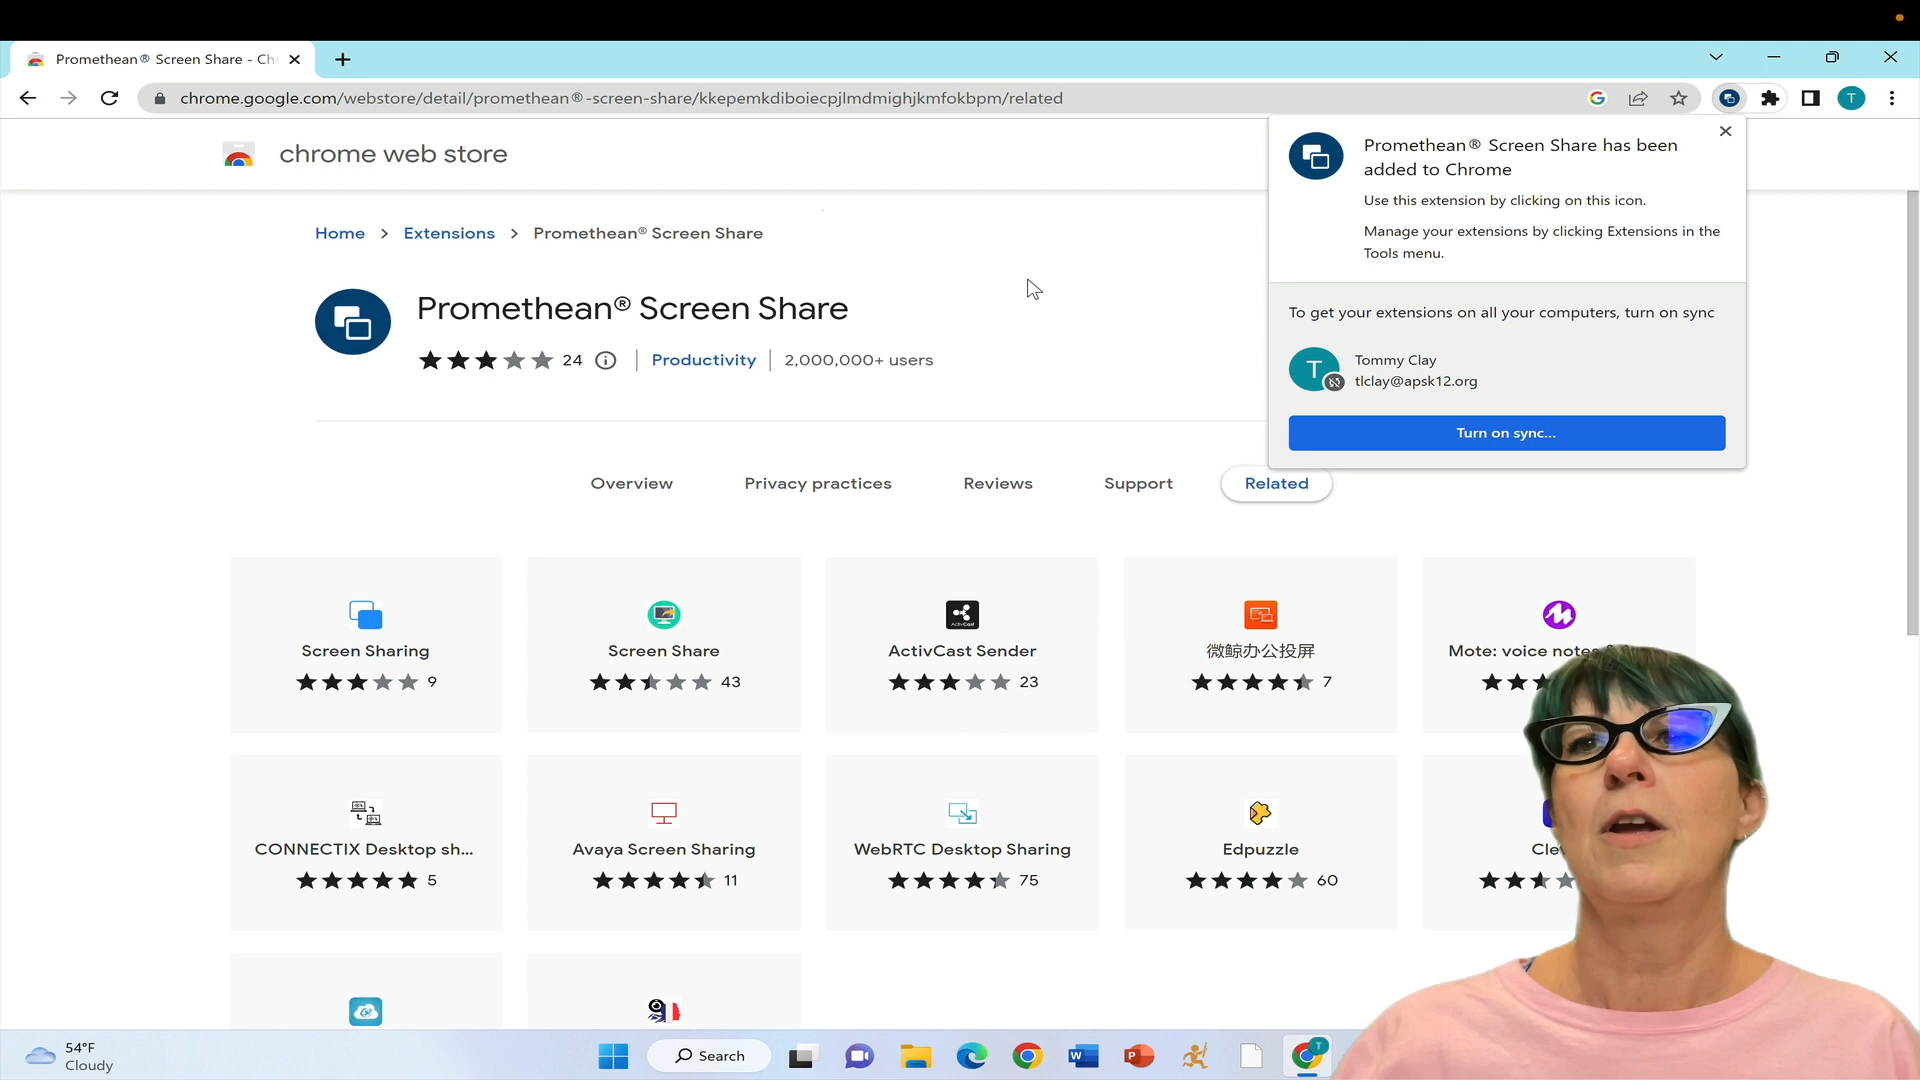 Promethean® Screen Share - Ch
chrome.google.com/webstore/detail/promethean®-screen-share/kkepemkdiboiecpjlmdmighjkmfokbpm/related
T
chrome web store
Promethean® Screen Share has been
added to Chrome
Use this extension by clicking on this icon.
Manage your extensions by clicking Extensions in the
Tools menu.
To get your extensions on all your computers, turn on sync
T
Tommy Clay
tlclay@apsk12.org
Turn on sync...
Home > Extensions > Promethean® Screen Share
Promethean® Screen Share
24 Productivity 2,000,000+ users
Overview Privacy practices Reviews Support Related
Screen Sharing
9
Screen Share
43
ActivCast
ActivCast Sender
23
微鲸办公投屏
7
Mote: voice notes
CONNECTIX Desktop sh...
5
Avaya Screen Sharing
11
WebRTC Desktop Sharing
75
Edpuzzle
60
Cle
54°F
Cloudy
Search
W
P
T